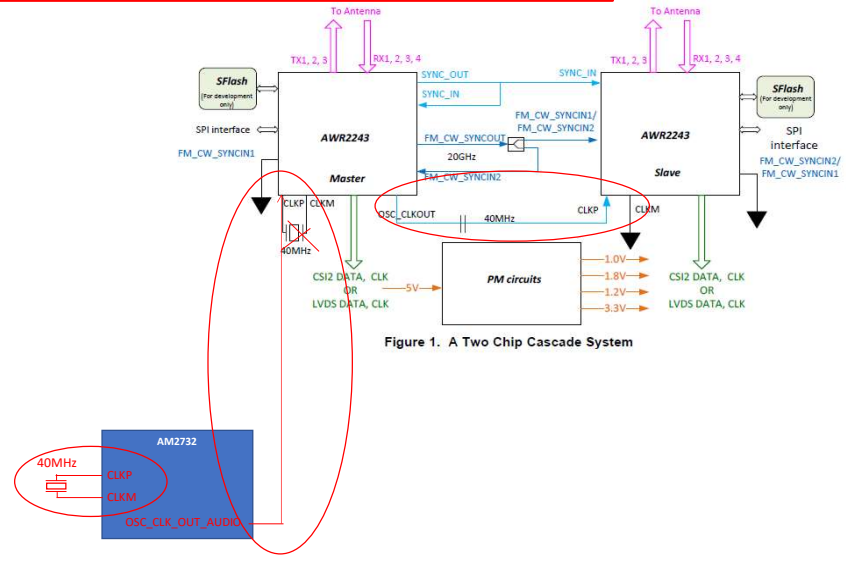 To Antenna
To Antenna
TX1, 2, 3
RX1, 2, 3, 4
TX1, 2, 3
RX1, 2, 3, 4
SFlash
(For development
only)
SYNC_OUT
SYNC_IN
SYNC_IN
SFlash
(For development
only)
SPI interface
FM_CW_SYNCIN1
AWR2243
Master
FM_CW_SYNCOUT
20GHz
FM_CW_SYNCIN2
FM_CW_SYNCIN1/
FM_CW_SYNCIN2
AWR2243
Slave
SPI
interface
FM_CW_SYNCIN2/
FM_CW_SYNCIN1
CLKP
CLKM
40MHz
OSC_CLKOUT
40MHz
CLKP
CLKM
CSI2 DATA, CLK
OR
LVDS DATA, CLK
5V
PM circuits
1.0V
1.8V
1.2V
3.3V
CSI2 DATA, CLK
OR
LVDS DATA, CLK
Figure 1. A Two Chip Cascade System
AM2732
40MHz
CLKP
CLKM
OSC_CLK_OUT_AUDIO